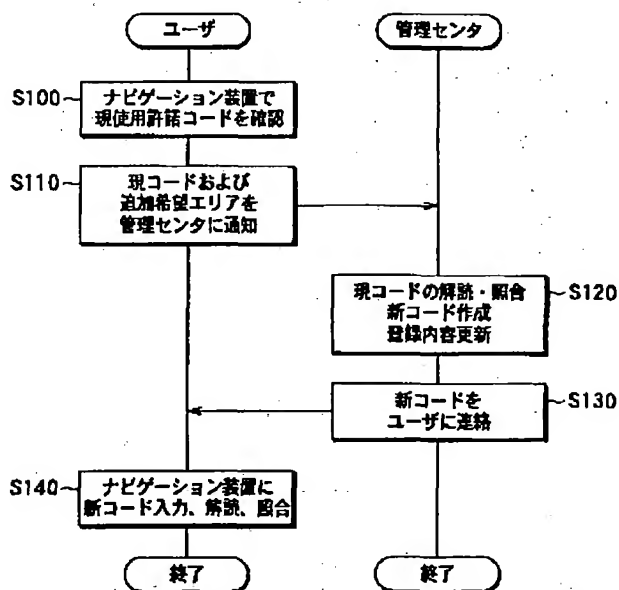 ユーザ
管理センタ
S100
ナビゲーション装置で
現使用許諾コードを確認
S110
現コードおよび
追加希望エリアを
管理センタに通知
現コードの解読・照合
新コード作成
登録内容更新
S120
新コードを
ユーザに連絡
S130
S140
ナビゲーション装置に
新コード入力、解読、照合
終了
終了